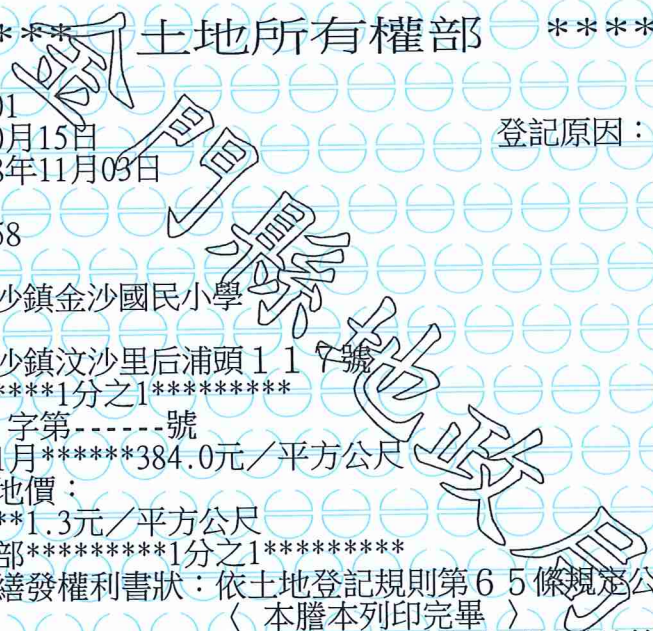 **** 土地所有權部 ****
01
0月15日 登記原因：
8年11月03日
58
沙鎮金沙國民小學
沙鎮汶沙里后浦頭１１７號
****1分之1*********
字第------號
1月******384.0元／平方公尺
地價：
**1.3元／平方公尺
部*********1分之1*********
繕發權利書狀：依土地登記規則第６５條規定公
〈 本謄本列印完畢 〉
金門縣地政局